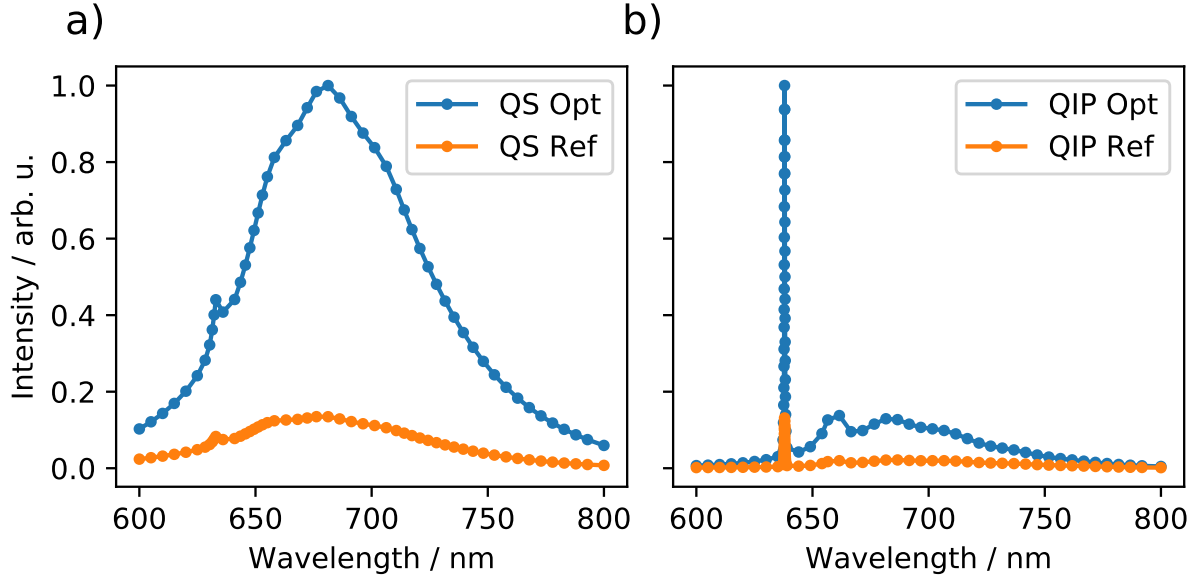 a)
b)
1.0
0.8
0.6
0.4
0.2
0.0
Intensity / arb. u.
QS Opt
QS Ref
600
650
700
750
800
Wavelength / nm
QIP Opt
QIP Ref
600
650
700
750
800
Wavelength / nm